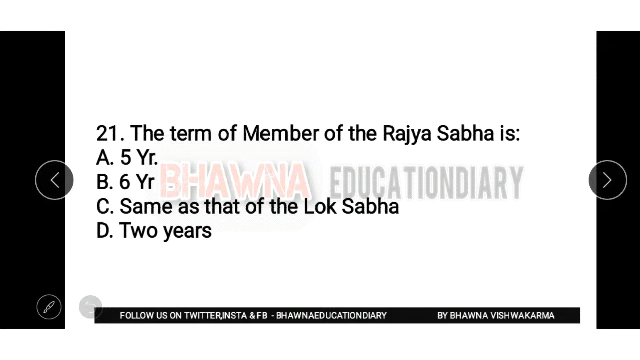 21. The term of Member of the Rajya Sabha is:
A. 5 Yr.
B. 6 Yr
BHAWNA EDUCATIONDIARY
C. Same as that of the Lok Sabha
D. Two years
FOLLOW US ON TWITTER,INSTA & FB - BHAWNAEDUCATIONDIARY BY BHAWNA VISHWAKARMA